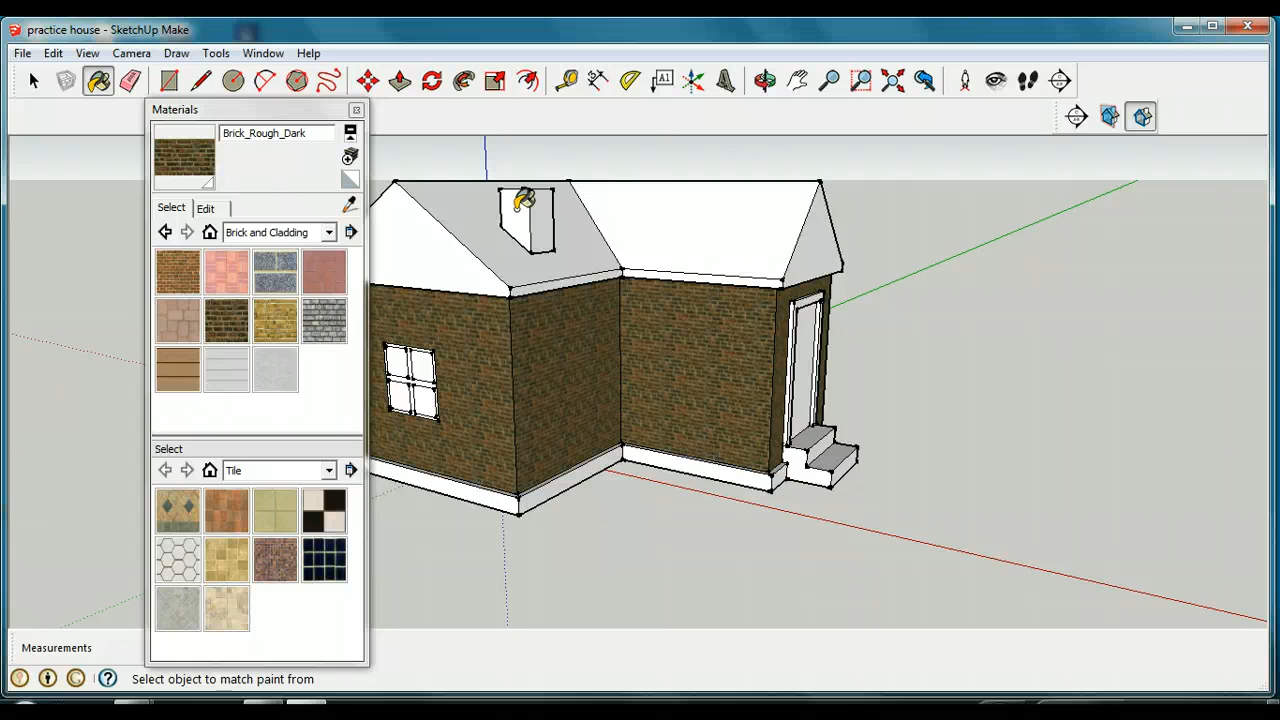 practice house - SketchUp Make
File Edit View Camera Draw Tools Window Help
A1
Materials
Brick_Rough_Dark
Select Edit
Brick and Cladding
Select
Tile
Measurements
Select object to match paint from